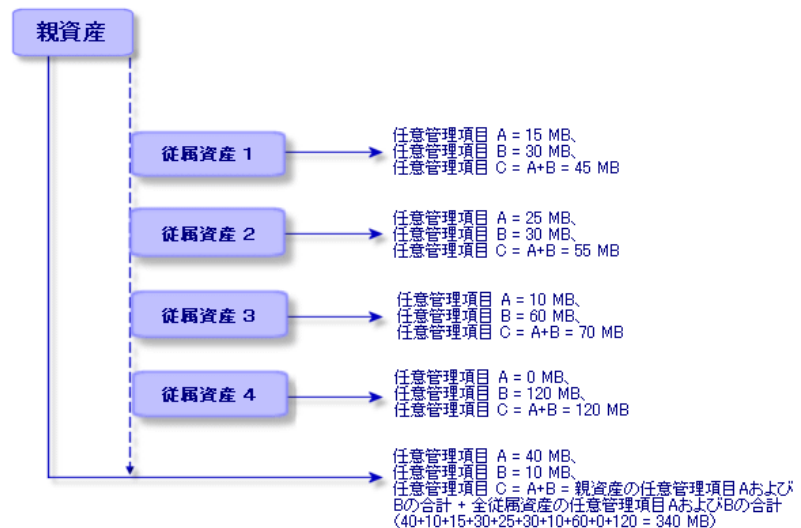 親資産
従属資産 1
任意管理項目 A = 15 MB、
任意管理項目 B = 30 MB、
任意管理項目 C = A+B = 45 MB
従属資産 2
任意管理項目 A = 25 MB、
任意管理項目 B = 30 MB、
任意管理項目 C = A+B = 55 MB
従属資産 3
任意管理項目 A = 10 MB、
任意管理項目 B = 60 MB、
任意管理項目 C = A+B = 70 MB
従属資産 4
任意管理項目 A = 0 MB、
任意管理項目 B = 120 MB、
任意管理項目 C = A+B = 120 MB
任意管理項目 A = 40 MB、
任意管理項目 B = 10 MB、
任意管理項目 C = A+B = 親資産の任意管理項目Aおよび
Bの合計 + 全従属資産の任意管理項目AおよびBの合計
(40+10+15+30+25+30+10+60+0+120 = 340 MB)